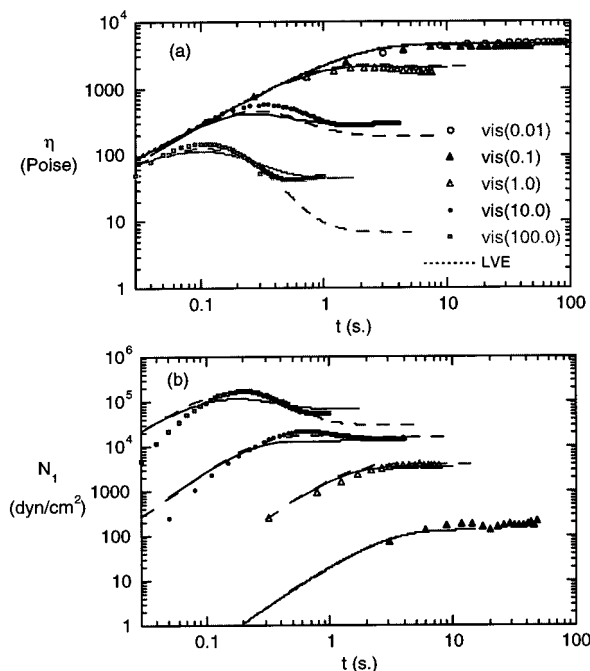 10⁴
(a)
1000
η
(Poise)
100
10
1
vis(0.01)
vis(0.1)
vis(1.0)
vis(10.0)
vis(100.0)
LVE
0.1 1 10 100
t (s.)
10⁶
(b)
10⁵
10⁴
N₁
(dyn/cm²)
1000
100
10
1
0.1 1 10 100
t (s.)